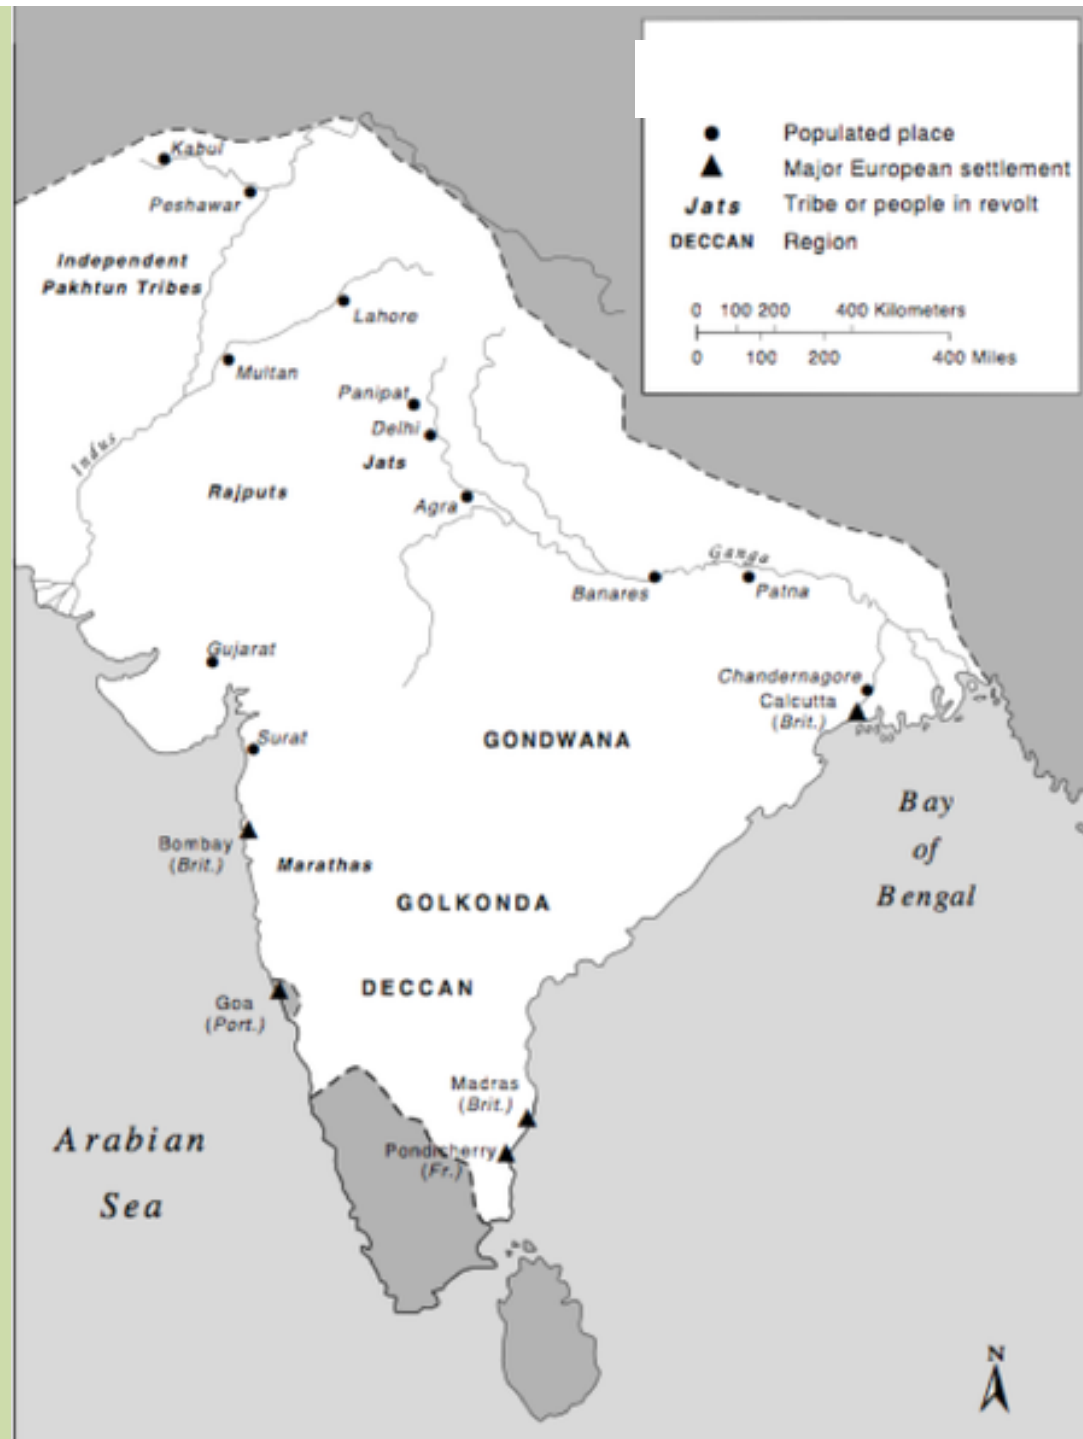 Populated place
Major European settlement
Jats Tribe or people in revolt
DECCAN Region
0 100 200 400 Kilometers
0 100 200 400 Miles
Kabul
Peshawar
Independent
Pakhtun Tribes
Lahore
Multan
Panipat
Delhi
Jats
Indus
Rajputs
Agra
Ganga
Banares
Patna
Gujarat
Chandernagore
Calcutta
(Brit.)
Surat
GONDWANA
Bay
of
Bengal
Bombay
(Brit.)
Marathas
GOLKONDA
DECCAN
Goa
(Port.)
Madras
(Brit.)
Pondicherry
(Fr.)
Arabian
Sea
N